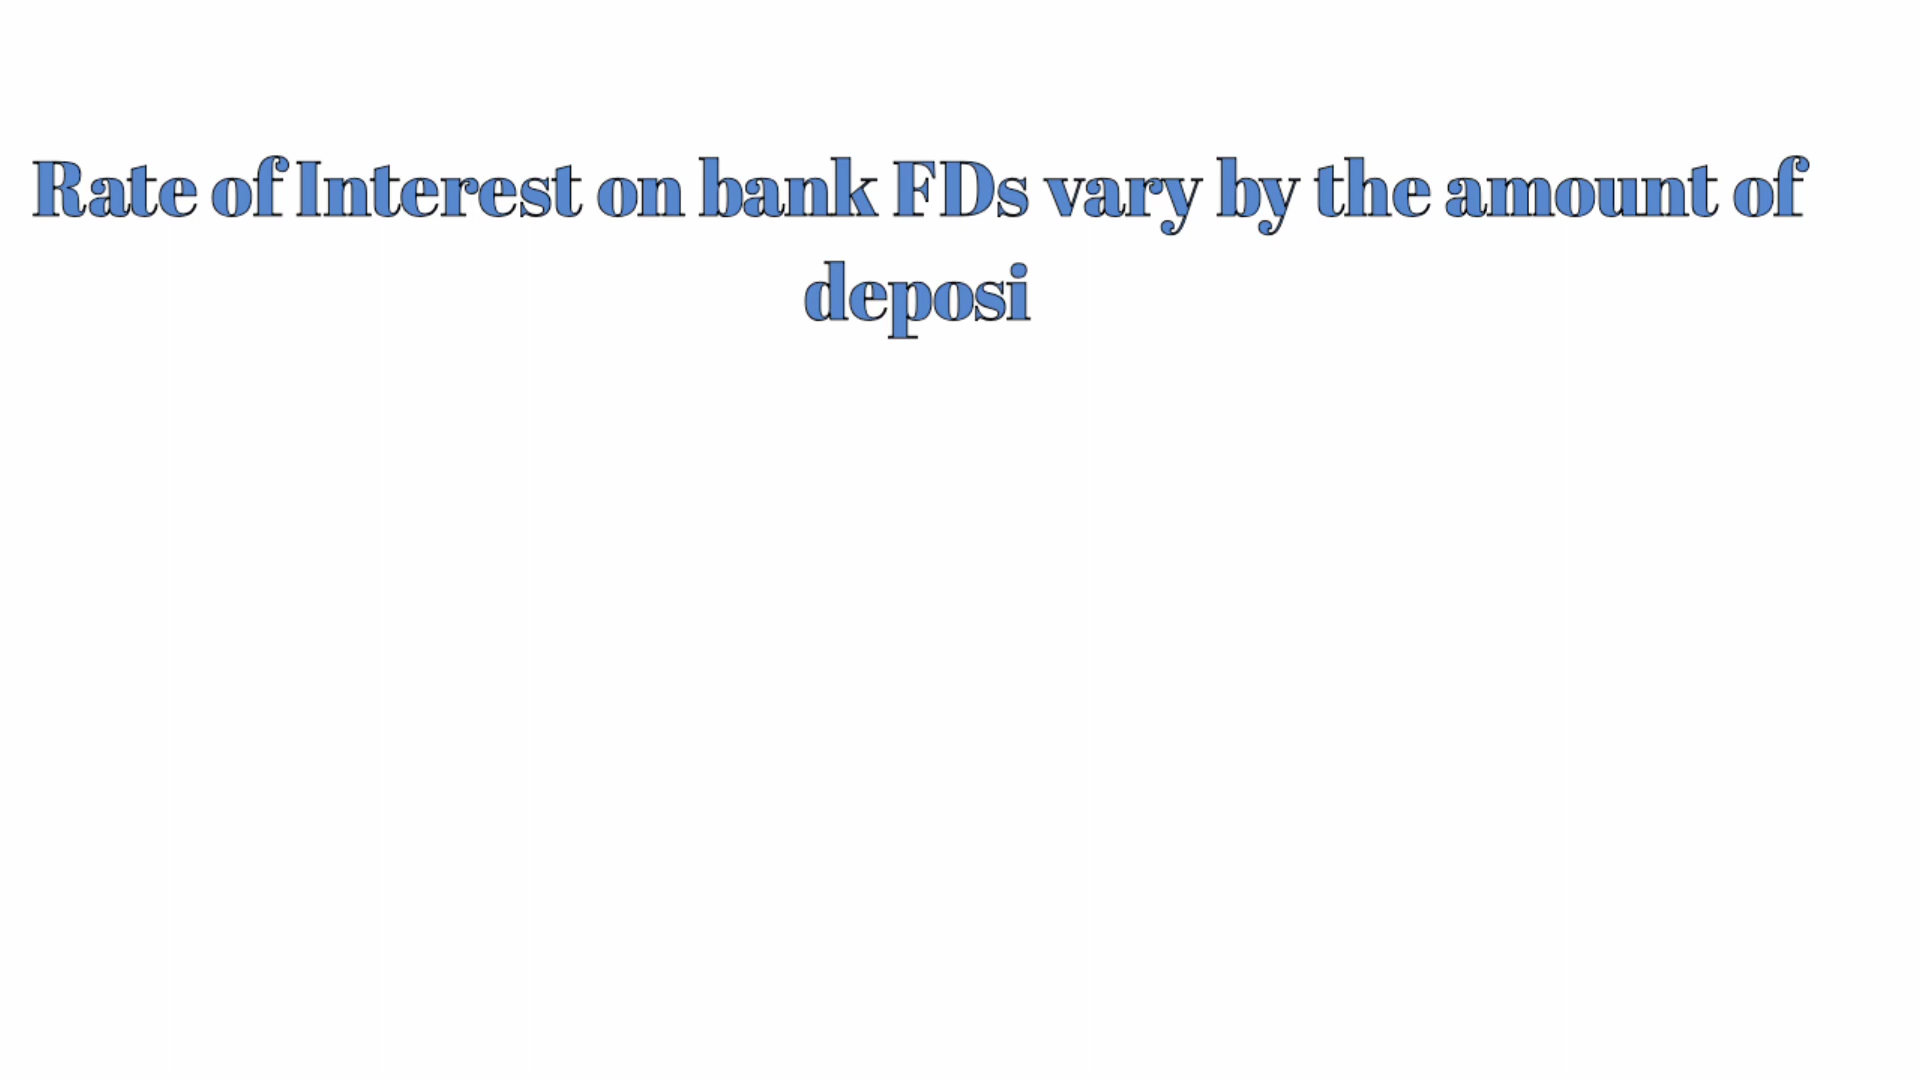 Rate of Interest on bank FDs vary by the amount of
deposi